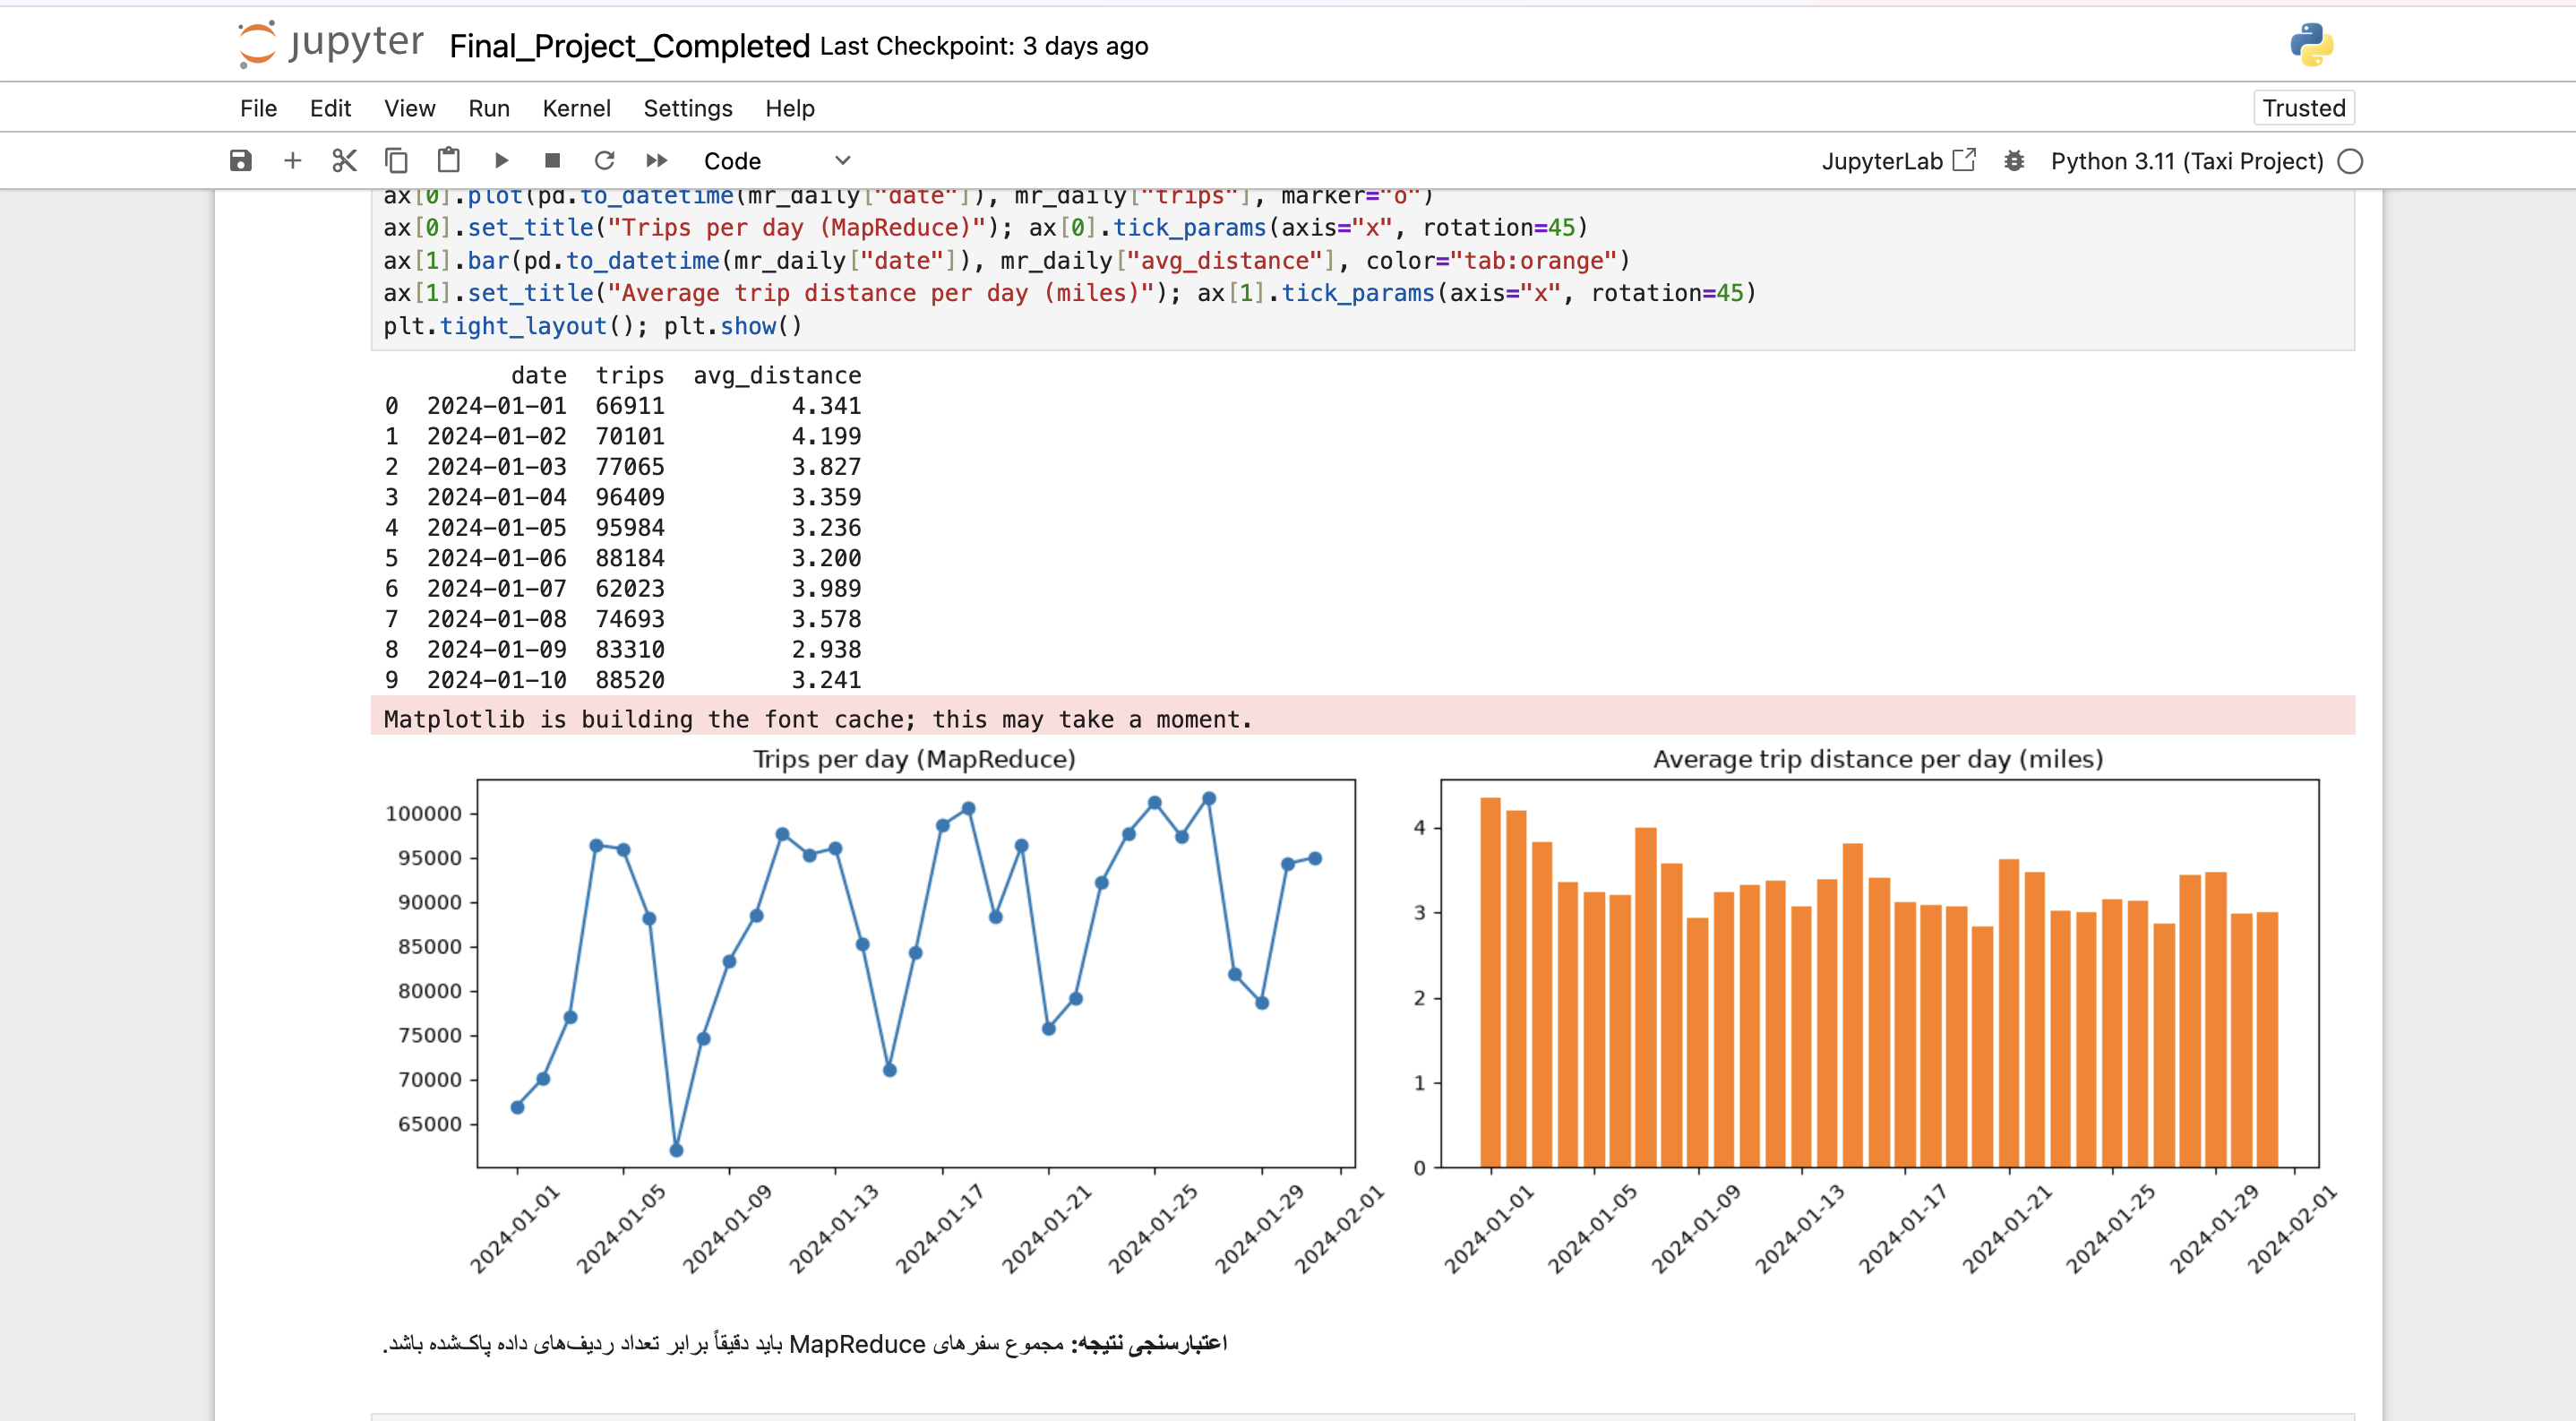 jupyter Final_Project_Completed Last Checkpoint: 3 days ago
File Edit View Run Kernel Settings Help Trusted
Code JupyterLab Python 3.11 (Taxi Project)
ax[0].plot(pd.to_datetime(mr_daily["date"]), mr_daily["trips"], marker="o")
ax[0].set_title("Trips per day (MapReduce)"); ax[0].tick_params(axis="x", rotation=45)
ax[1].bar(pd.to_datetime(mr_daily["date"]), mr_daily["avg_distance"], color="tab:orange")
ax[1].set_title("Average trip distance per day (miles)"); ax[1].tick_params(axis="x", rotation=45)
plt.tight_layout(); plt.show()
date trips avg_distance
0 2024-01-01 66911 4.341
1 2024-01-02 70101 4.199
2 2024-01-03 77065 3.827
3 2024-01-04 96409 3.359
4 2024-01-05 95984 3.236
5 2024-01-06 88184 3.200
6 2024-01-07 62023 3.989
7 2024-01-08 74693 3.578
8 2024-01-09 83310 2.938
9 2024-01-10 88520 3.241
Matplotlib is building the font cache; this may take a moment.
Trips per day (MapReduce)
100000
95000
90000
85000
80000
75000
70000
65000
2024-01-01 2024-01-05 2024-01-09 2024-01-13 2024-01-17 2024-01-21 2024-01-25 2024-01-29 2024-02-01
Average trip distance per day (miles)
4
3
2
1
0
2024-01-01 2024-01-05 2024-01-09 2024-01-13 2024-01-17 2024-01-21 2024-01-25 2024-01-29 2024-02-01
اعتبارسنجی نتیجه: مجموع سفرهای MapReduce باید دقیقاً برابر تعداد ردیف‌های داده پاک‌شده باشد.